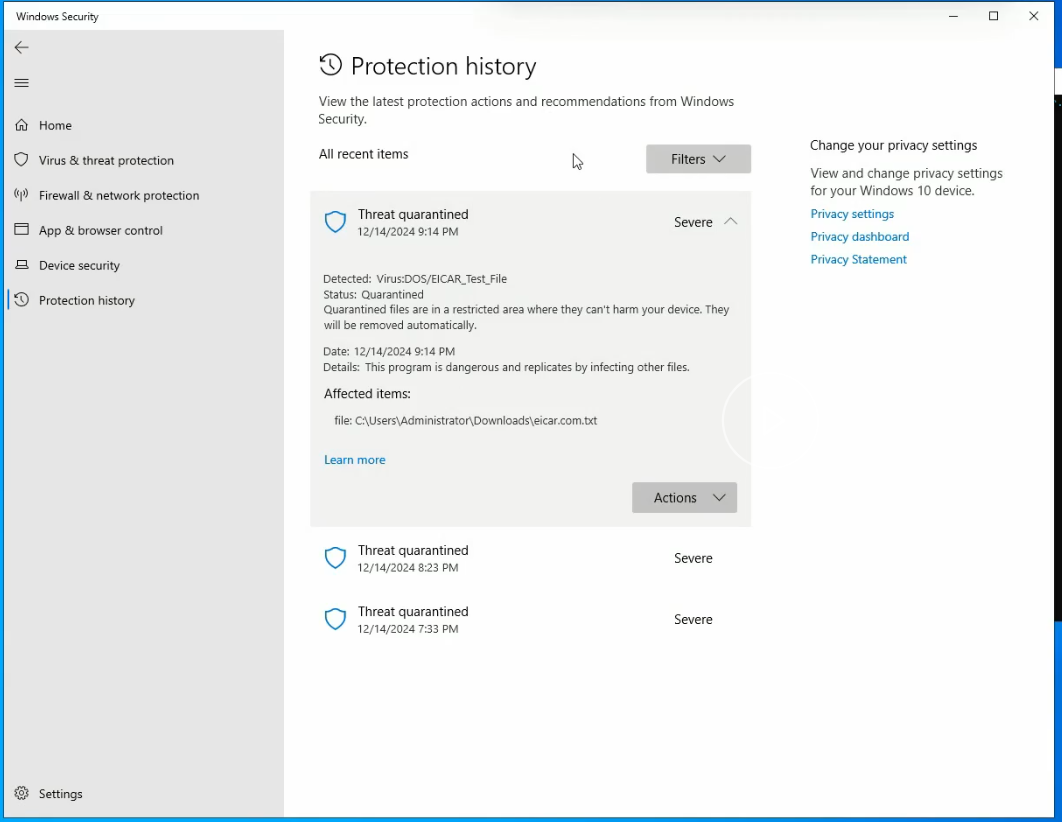 Windows Security
Home
Virus & threat protection
Firewall & network protection
App & browser control
Device security
Protection history
Settings
Protection history
View the latest protection actions and recommendations from Windows
Security.
All recent items
Filters
Threat quarantined
12/14/2024 9:14 PM
Severe
Detected: Virus:DOS/EICAR_Test_File
Status: Quarantined
Quarantined files are in a restricted area where they can't harm your device. They
will be removed automatically.
Date: 12/14/2024 9:14 PM
Details: This program is dangerous and replicates by infecting other files.
Affected items:
file: C:\Users\Administrator\Downloads\eicar.com.txt
Learn more
Actions
Threat quarantined
12/14/2024 8:23 PM
Severe
Threat quarantined
12/14/2024 7:33 PM
Severe
Change your privacy settings
View and change privacy settings
for your Windows 10 device.
Privacy settings
Privacy dashboard
Privacy Statement